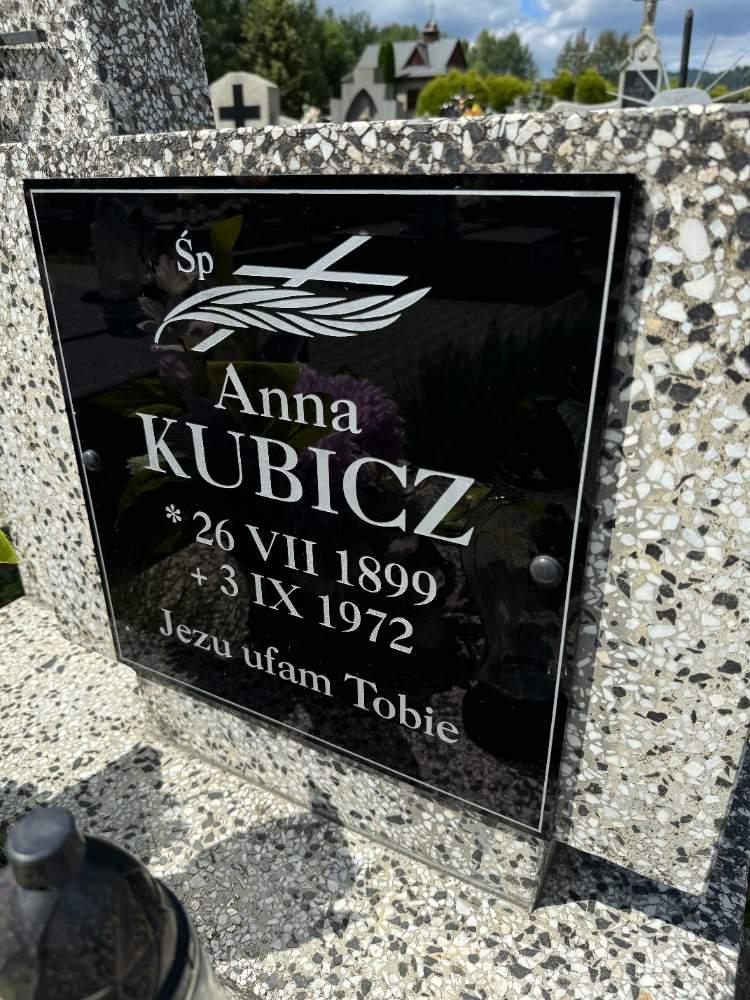 Śp
Anna
KUBICZ
* 26 VII 1899
+ 3 IX 1972
Jezu ufam Tobie